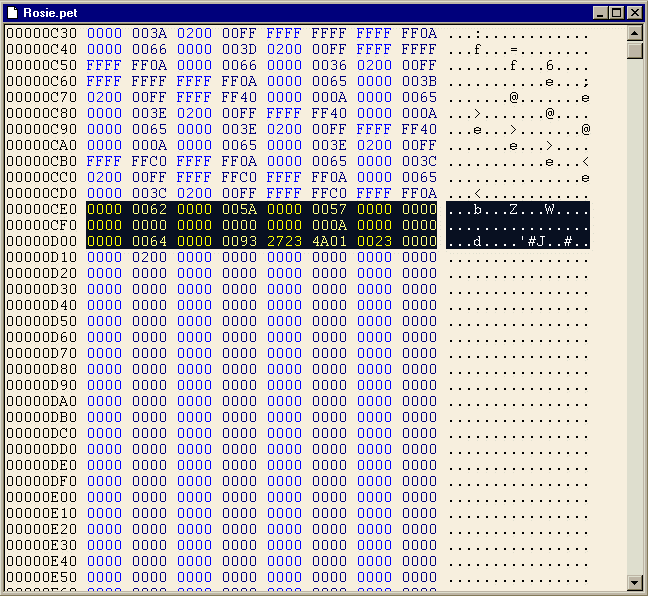 Rosie.pet
00000C30 0000 003A 0200 00FF FFFF FFFF FFFF FF0A ...:............
00000C40 0000 0066 0000 003D 0200 00FF FFFF FFFF ...f...=........
00000C50 FFFF FF0A 0000 0066 0000 0036 0200 00FF .......f...6....
00000C60 FFFF FFFF FFFF FF0A 0000 0065 0000 003B ...........e...;
00000C70 0200 00FF FFFF FF40 0000 000A 0000 0065 .......@.......e
00000C80 0000 003E 0200 00FF FFFF FF40 0000 000A ...>.......@....
00000C90 0000 0065 0000 003E 0200 00FF FFFF FF40 ...e...>.......@
00000CA0 0000 000A 0000 0065 0000 003E 0200 00FF .......e...>....
00000CB0 FFFF FFC0 FFFF FF0A 0000 0065 0000 003C ...........e...<
00000CC0 0200 00FF FFFF FFC0 FFFF FF0A 0000 0065 ...............e
00000CD0 0000 003C 0200 00FF FFFF FFC0 FFFF FF0A ...<............
00000CE0 0000 0062 0000 005A 0000 0057 0000 0000 ...b...Z...W....
00000CF0 0000 0000 0000 0000 0000 000A 0000 0000 ................
00000D00 0000 0064 0000 0093 2723 4A01 0023 0000 ...d....'#J..#..
00000D10 0000 0200 0000 0000 0000 0000 0000 0000 ................
00000D20 0000 0000 0000 0000 0000 0000 0000 0000 ................
00000D30 0000 0000 0000 0000 0000 0000 0000 0000 ................
00000D40 0000 0000 0000 0000 0000 0000 0000 0000 ................
00000D50 0000 0000 0000 0000 0000 0000 0000 0000 ................
00000D60 0000 0000 0000 0000 0000 0000 0000 0000 ................
00000D70 0000 0000 0000 0000 0000 0000 0000 0000 ................
00000D80 0000 0000 0000 0000 0000 0000 0000 0000 ................
00000D90 0000 0000 0000 0000 0000 0000 0000 0000 ................
00000DA0 0000 0000 0000 0000 0000 0000 0000 0000 ................
00000DB0 0000 0000 0000 0000 0000 0000 0000 0000 ................
00000DC0 0000 0000 0000 0000 0000 0000 0000 0000 ................
00000DD0 0000 0000 0000 0000 0000 0000 0000 0000 ................
00000DE0 0000 0000 0000 0000 0000 0000 0000 0000 ................
00000DF0 0000 0000 0000 0000 0000 0000 0000 0000 ................
00000E00 0000 0000 0000 0000 0000 0000 0000 0000 ................
00000E10 0000 0000 0000 0000 0000 0000 0000 0000 ................
00000E20 0000 0000 0000 0000 0000 0000 0000 0000 ................
00000E30 0000 0000 0000 0000 0000 0000 0000 0000 ................
00000E40 0000 0000 0000 0000 0000 0000 0000 0000 ................
00000E50 0000 0000 0000 0000 0000 0000 0000 0000 ................